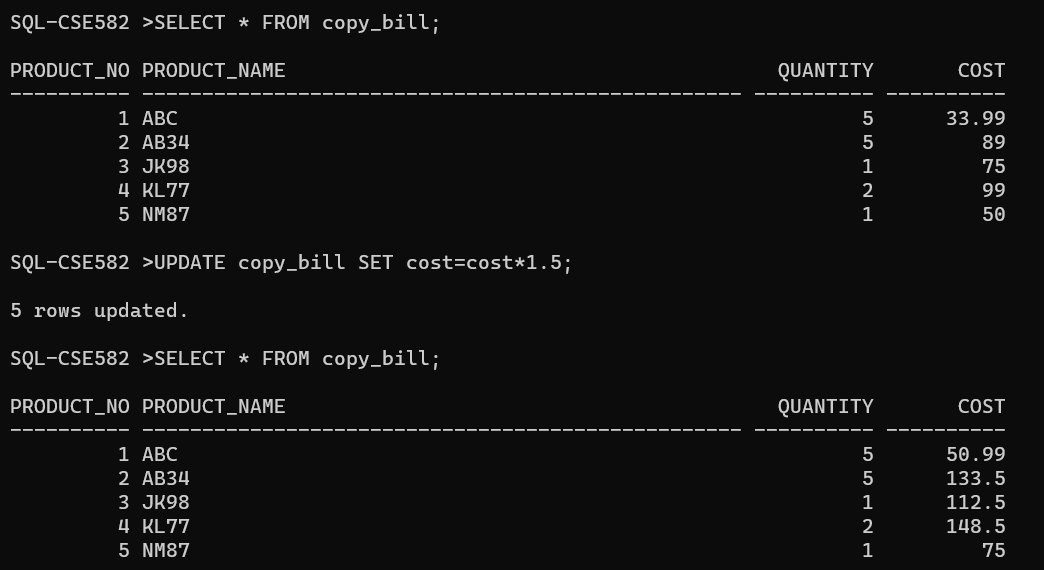 SQL-CSE582 >SELECT * FROM copy_bill;
PRODUCT_NO PRODUCT_NAME                                         QUANTITY       COST
---------- -------------------------------------------------- ---------- ----------
         1 ABC                                                         5      33.99
         2 AB34                                                        5         89
         3 JK98                                                        1         75
         4 KL77                                                        2         99
         5 NM87                                                        1         50
SQL-CSE582 >UPDATE copy_bill SET cost=cost*1.5;
5 rows updated.
SQL-CSE582 >SELECT * FROM copy_bill;
PRODUCT_NO PRODUCT_NAME                                         QUANTITY       COST
---------- -------------------------------------------------- ---------- ----------
         1 ABC                                                         5      50.99
         2 AB34                                                        5      133.5
         3 JK98                                                        1      112.5
         4 KL77                                                        2      148.5
         5 NM87                                                        1         75